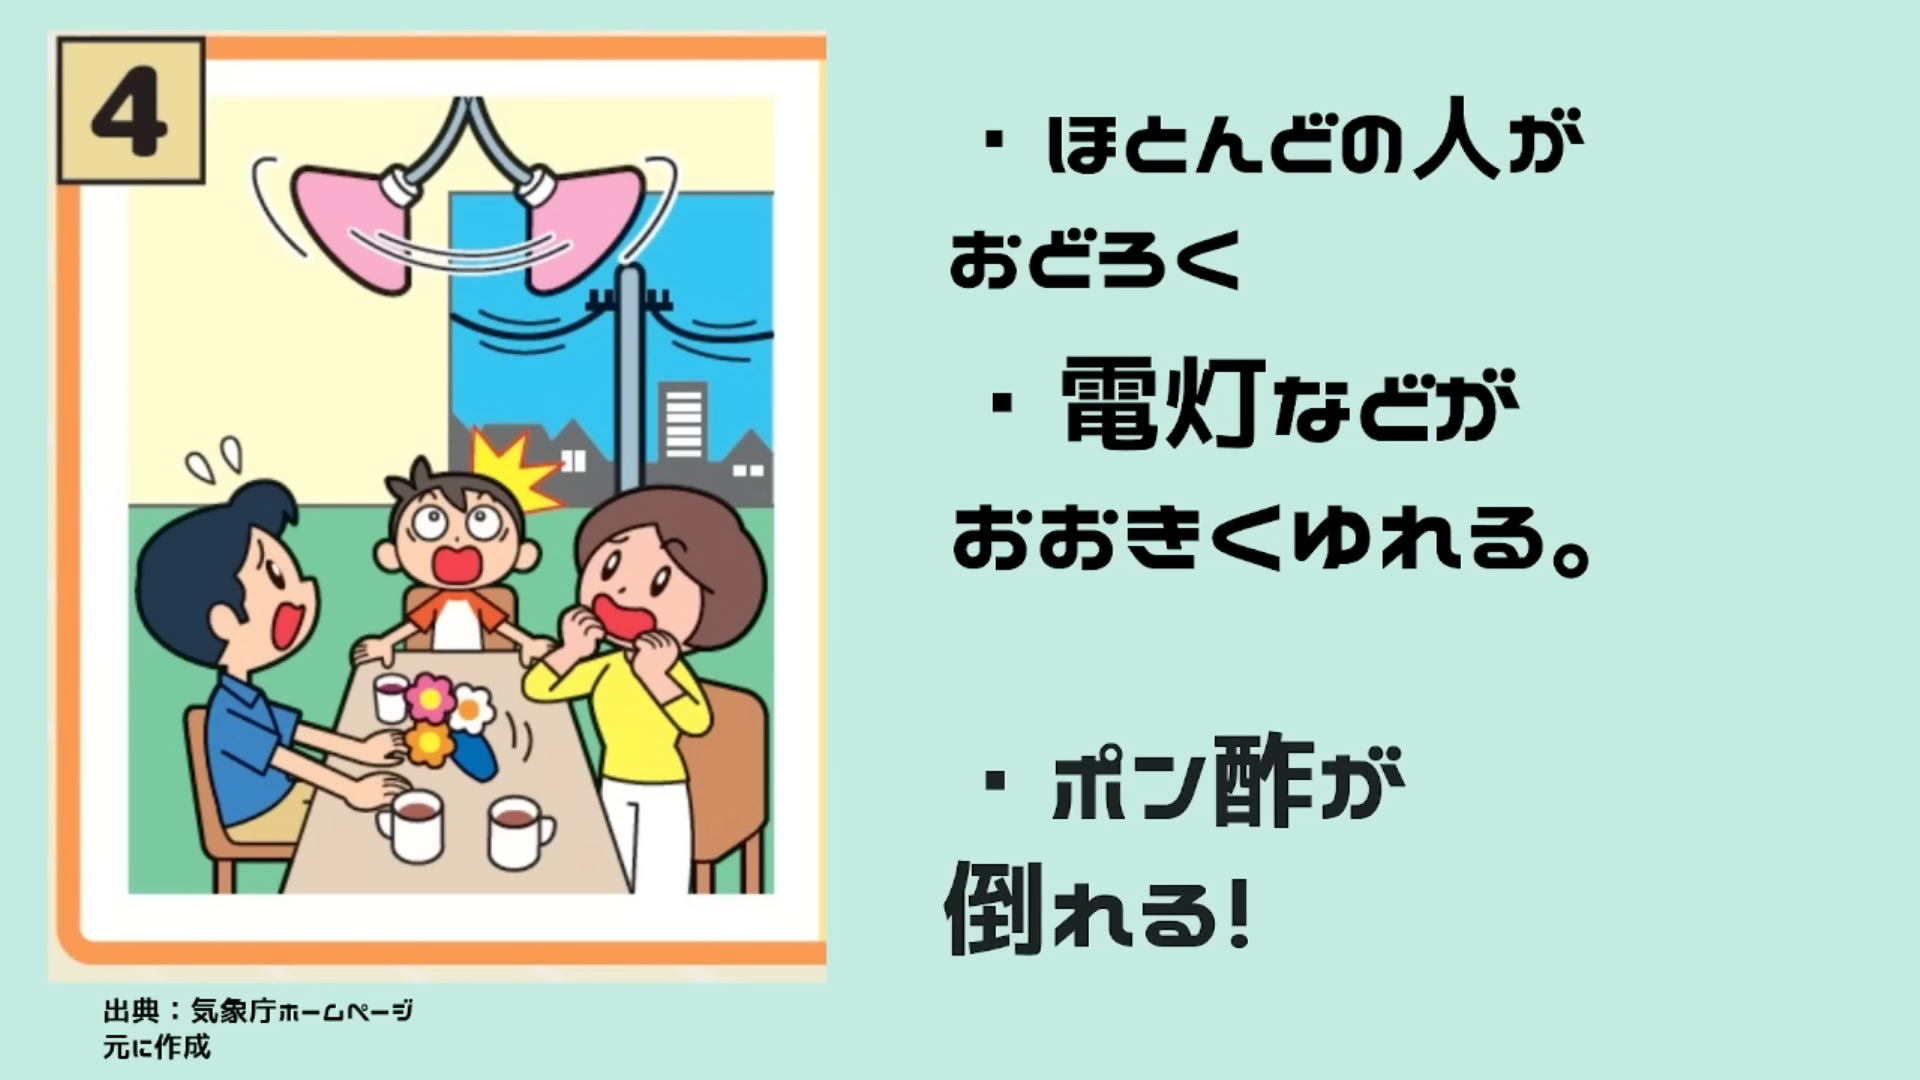 4
・ほとんどの人が
おどろく
・電灯などが
おおきくゆれる。
・ポン酢が
倒れる!
出典：気象庁ホームページ
元に作成